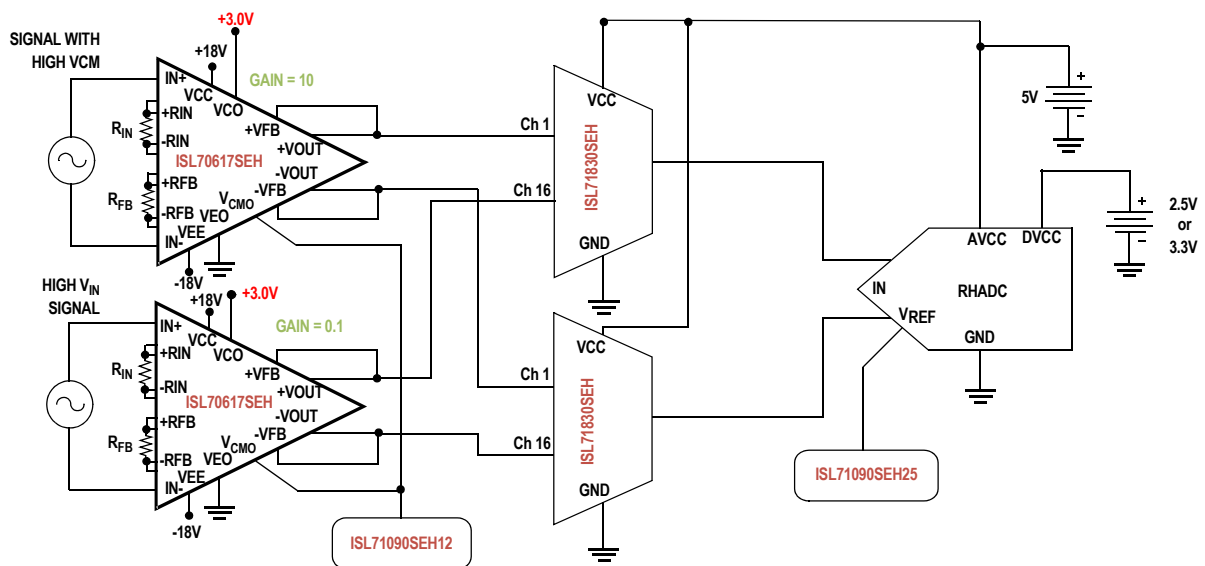 SIGNAL WITH
HIGH VCM
+3.0V
+18V
GAIN = 10
IN+
VCC
VCO
+RIN
RIN
-RIN
+VFB
+VOUT
ISL70617SEH
-VOUT
+RFB
RFB
-RFB
-VFB
VCMO
VEO
VEE
IN-
-18V
HIGH VIN
SIGNAL
+18V
+3.0V
GAIN = 0.1
IN+
VCC
VCO
+RIN
RIN
-RIN
+VFB
+VOUT
ISL70617SEH
-VOUT
+RFB
RFB
-RFB
-VFB
VCMO
VEO
VEE
IN-
-18V
ISL71090SEH12
Ch 1
Ch 16
VCC
ISL71830SEH
GND
Ch 1
Ch 16
VCC
ISL71830SEH
GND
5V
+
-
2.5V
or
3.3V
+
-
AVCC
DVCC
IN
RHADC
VREF
GND
ISL71090SEH25